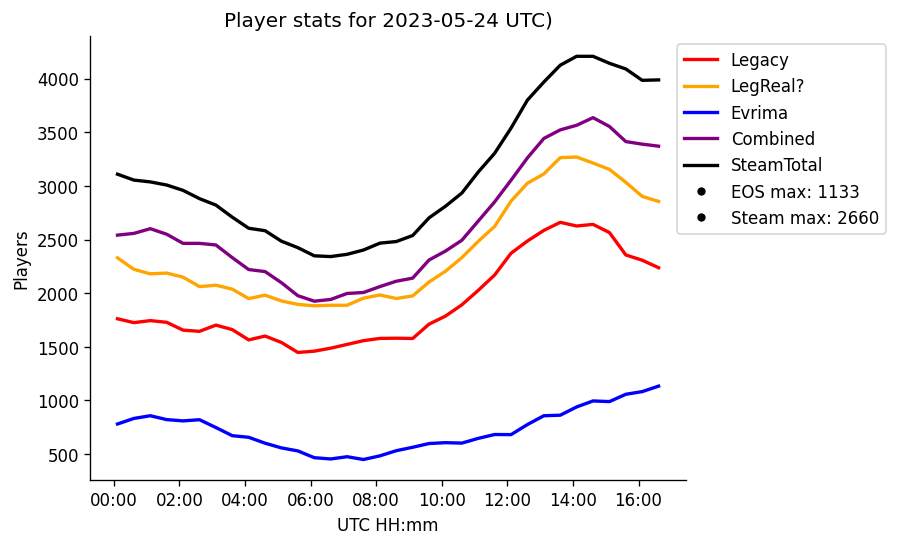 Player stats for 2023-05-24 UTC)
Players
4000
3500
3000
2500
2000
1500
1000
500
00:00 02:00 04:00 06:00 08:00 10:00 12:00 14:00 16:00
UTC HH:mm
Legacy
LegReal?
Evrima
Combined
SteamTotal
EOS max: 1133
Steam max: 2660